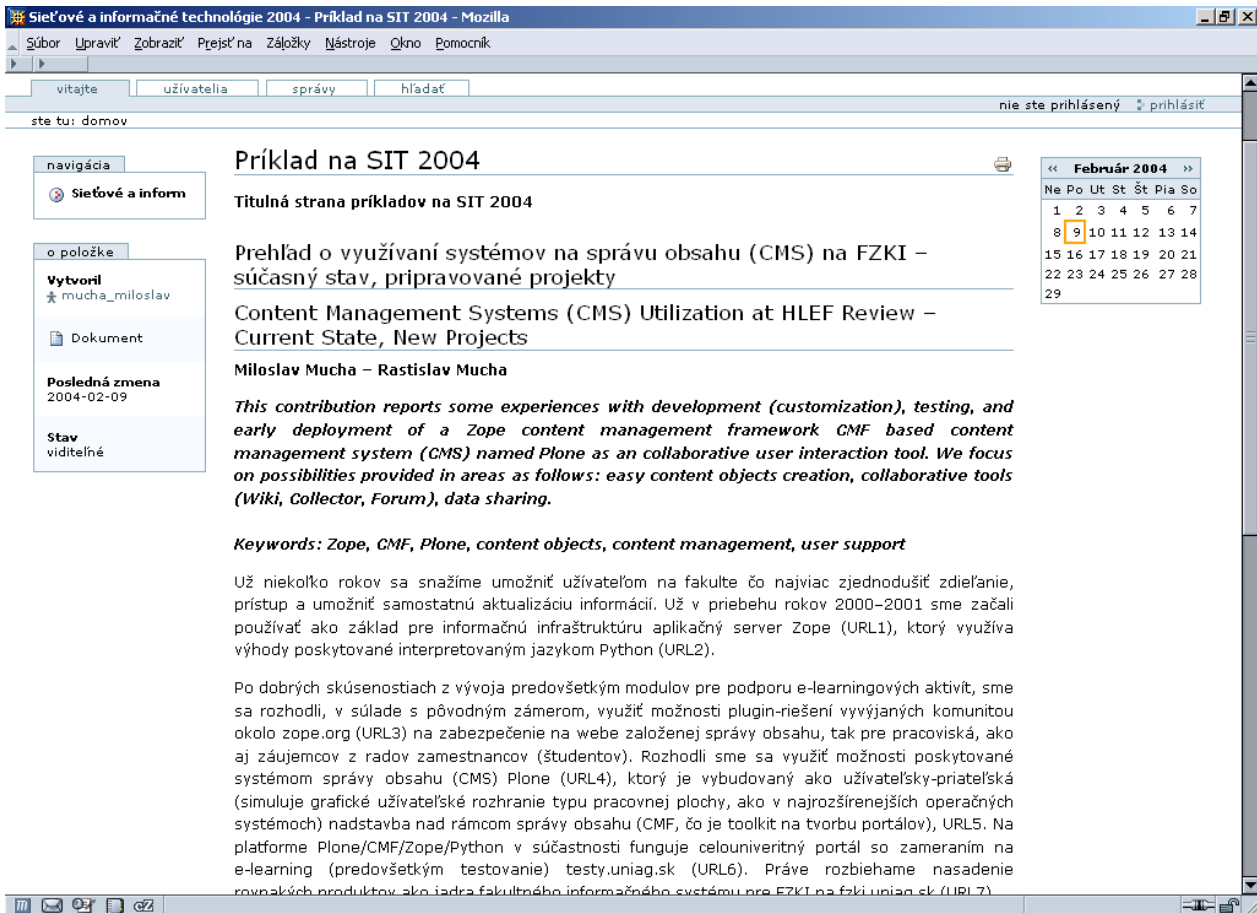 Sieťové a informačné technológie 2004 - Príklad na SIT 2004 - Mozilla
Súbor Upraviť Zobraziť Prejsť na Záložky Nástroje Okno Pomocník
vitajte užívatelia správy hľadať
nie ste prihlásený prihlásiť
ste tu: domov
navigácia
Sieťové a inform
o položke
Vytvoril
mucha_miloslav
Dokument
Posledná zmena
2004-02-09
Stav
viditeľné
Príklad na SIT 2004
Titulná strana príkladov na SIT 2004
Prehľad o využívaní systémov na správu obsahu (CMS) na FZKI –
súčasný stav, pripravované projekty
Content Management Systems (CMS) Utilization at HLEF Review –
Current State, New Projects
Miloslav Mucha – Rastislav Mucha
This contribution reports some experiences with development (customization), testing, and
early deployment of a Zope content management framework CMF based content
management system (CMS) named Plone as an collaborative user interaction tool. We focus
on possibilities provided in areas as follows: easy content objects creation, collaborative tools
(Wiki, Collector, Forum), data sharing.
Keywords: Zope, CMF, Plone, content objects, content management, user support
Už niekoľko rokov sa snažíme umožniť užívateľom na fakulte čo najviac zjednodušiť zdieľanie,
prístup a umožniť samostatnú aktualizáciu informácií. Už v priebehu rokov 2000–2001 sme začali
používať ako základ pre informačnú infraštruktúru aplikačný server Zope (URL1), ktorý využíva
výhody poskytované interpretovaným jazykom Python (URL2).
Po dobrých skúsenostiach z vývoja predovšetkým modulov pre podporu e-learningových aktivít, sme
sa rozhodli, v súlade s pôvodným zámerom, využiť možnosti plugin-riešení vyvýjaných komunitou
okolo zope.org (URL3) na zabezpečenie na webe založenej správy obsahu, tak pre pracoviská, ako
aj záujemcov z radov zamestnancov (študentov). Rozhodli sme sa využiť možnosti poskytované
systémom správy obsahu (CMS) Plone (URL4), ktorý je vybudovaný ako užívateľsky-priateľská
(simuluje grafické užívateľské rozhranie typu pracovnej plochy, ako v najrozšírenejších operačných
systémoch) nadstavba nad rámcom správy obsahu (CMF, čo je toolkit na tvorbu portálov), URL5. Na
platforme Plone/CMF/Zope/Python v súčastnosti funguje celouniveritný portál so zameraním na
e-learning (predovšetkým testovanie) testy.uniag.sk (URL6). Práve rozbiehame nasadenie
rovnakých produktov ako jadra fakultného informačného systému pre FZKI na fzki.uniag.sk (URL7)
« Február 2004 »
Ne Po Ut St Št Pia So
1 2 3 4 5 6 7
8 9 10 11 12 13 14
15 16 17 18 19 20 21
22 23 24 25 26 27 28
29